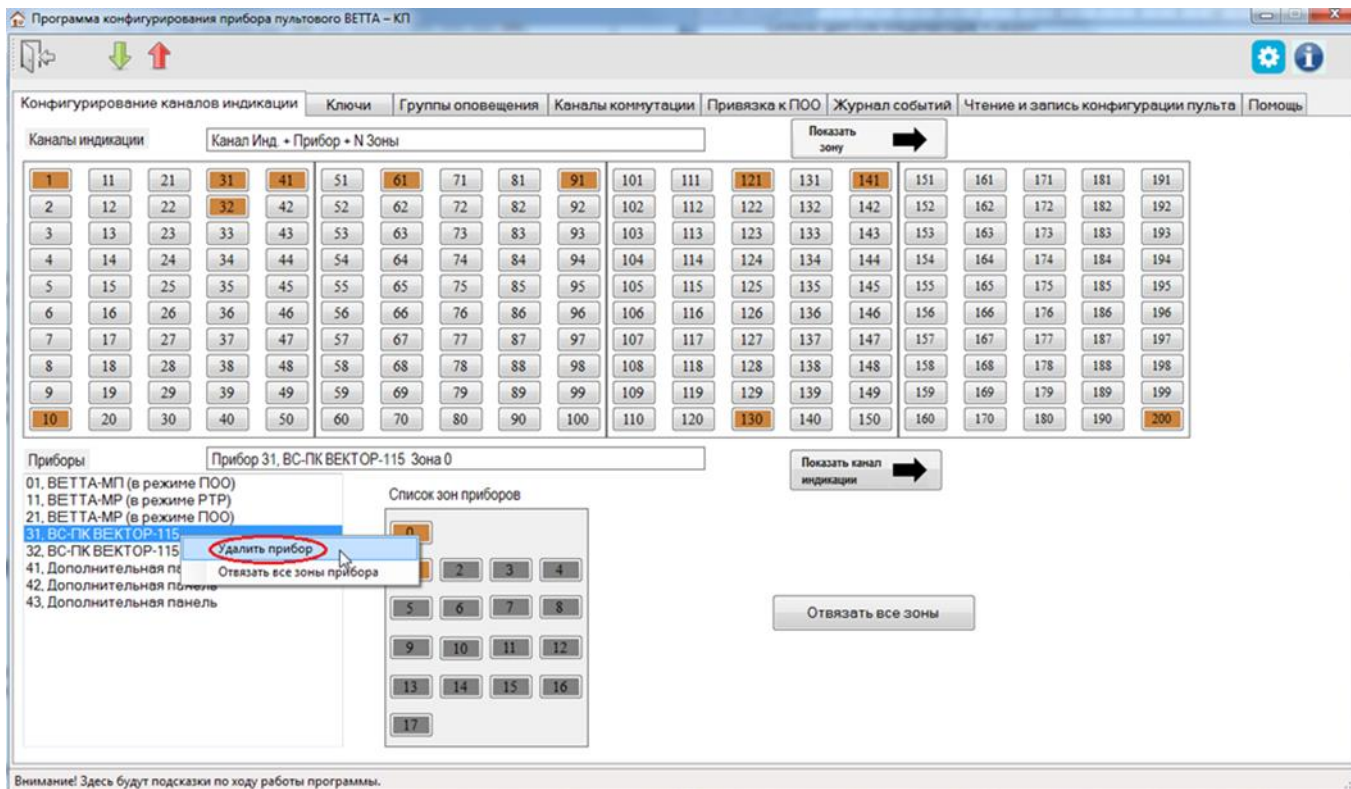 Программа конфигурирования прибора пультового ВЕТТА – КП
Конфигурирование каналов индикации Ключи Группы оповещения Каналы коммутации Привязка к ПОО Журнал событий Чтение и запись конфигурации пульта Помощь
Каналы индикации Канал Инд. + Прибор + N Зоны Показать зону
1 11 21 31 41 51 61 71 81 91 101 111 121 131 141 151 161 171 181 191
2 12 22 32 42 52 62 72 82 92 102 112 122 132 142 152 162 172 182 192
3 13 23 33 43 53 63 73 83 93 103 113 123 133 143 153 163 173 183 193
4 14 24 34 44 54 64 74 84 94 104 114 124 134 144 154 164 174 184 194
5 15 25 35 45 55 65 75 85 95 105 115 125 135 145 155 165 175 185 195
6 16 26 36 46 56 66 76 86 96 106 116 126 136 146 156 166 176 186 196
7 17 27 37 47 57 67 77 87 97 107 117 127 137 147 157 167 177 187 197
8 18 28 38 48 58 68 78 88 98 108 118 128 138 148 158 168 178 188 198
9 19 29 39 49 59 69 79 89 99 109 119 129 139 149 159 169 179 189 199
10 20 30 40 50 60 70 80 90 100 110 120 130 140 150 160 170 180 190 200
Приборы Прибор 31, ВС-ПК ВЕКТОР-115 Зона 0 Показать канал индикации
01, ВЕТТА-МП (в режиме ПОО)
11, ВЕТТА-МР (в режиме РТР)
21, ВЕТТА-МР (в режиме ПОО)
31, ВС-ПК ВЕКТОР-115
32, ВС-ПК ВЕКТОР-115
41, Дополнительная
42, Дополнительная панель
43, Дополнительная панель
Удалить прибор
Отвязать все зоны прибора
Список зон приборов
0
2 3 4
5 6 7 8
9 10 11 12
13 14 15 16
17
Отвязать все зоны
Внимание! Здесь будут подсказки по ходу работы программы.